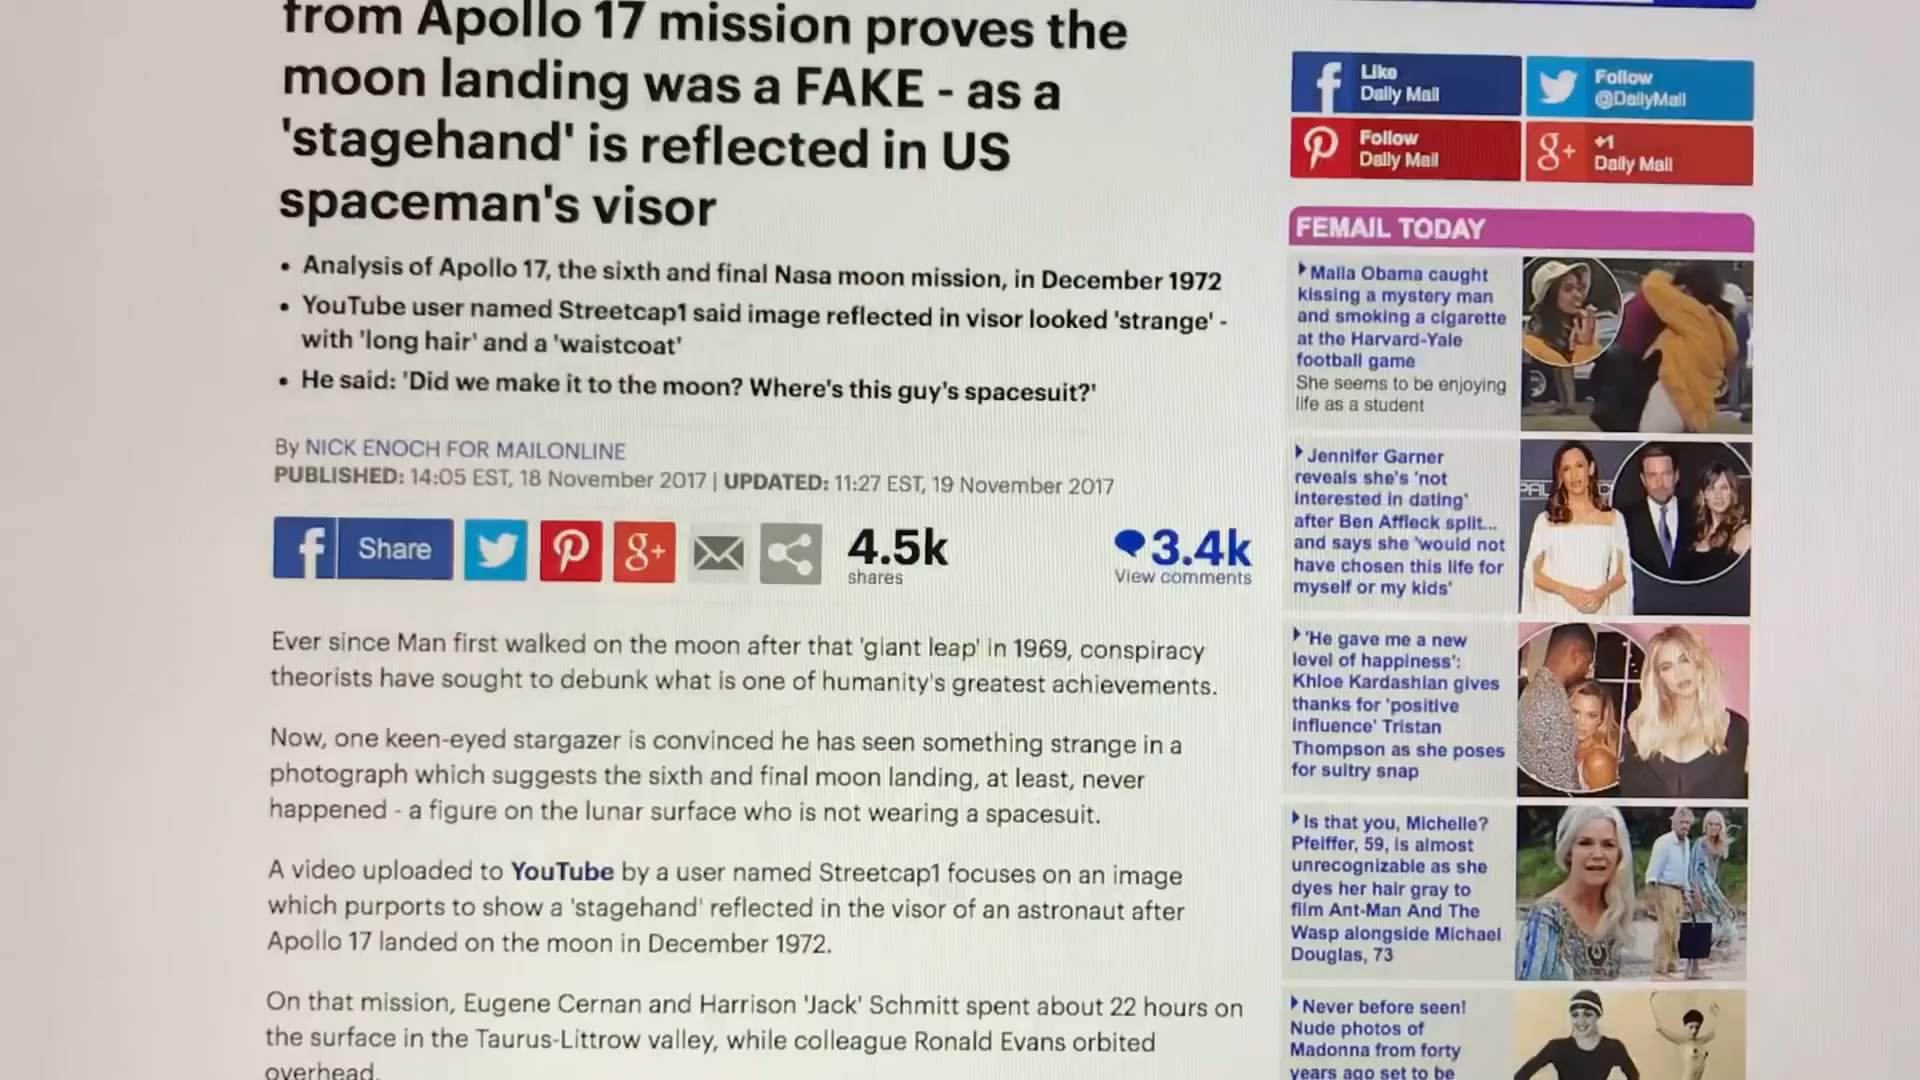 from Apollo 17 mission proves the
moon landing was a FAKE - as a
'stagehand' is reflected in US
spaceman's visor
• Analysis of Apollo 17, the sixth and final Nasa moon mission, in December 1972
• YouTube user named Streetcap1 said image reflected in visor looked 'strange' -
with 'long hair' and a 'waistcoat'
• He said: 'Did we make it to the moon? Where's this guy's spacesuit?'
By NICK ENOCH FOR MAILONLINE
PUBLISHED: 14:05 EST, 18 November 2017 | UPDATED: 11:27 EST, 19 November 2017
Share
4.5k
shares
3.4k
View comments
Ever since Man first walked on the moon after that 'giant leap' in 1969, conspiracy
theorists have sought to debunk what is one of humanity's greatest achievements.
Now, one keen-eyed stargazer is convinced he has seen something strange in a
photograph which suggests the sixth and final moon landing, at least, never
happened - a figure on the lunar surface who is not wearing a spacesuit.
A video uploaded to YouTube by a user named Streetcap1 focuses on an image
which purports to show a 'stagehand' reflected in the visor of an astronaut after
Apollo 17 landed on the moon in December 1972.
On that mission, Eugene Cernan and Harrison 'Jack' Schmitt spent about 22 hours on
the surface in the Taurus-Littrow valley, while colleague Ronald Evans orbited
overhead.
Like
Daily Mail
Follow
@DailyMail
Follow
Daily Mail
+1
Daily Mail
FEMAIL TODAY
Malia Obama caught
kissing a mystery man
and smoking a cigarette
at the Harvard-Yale
football game
She seems to be enjoying
life as a student
Jennifer Garner
reveals she's 'not
interested in dating'
after Ben Affleck split...
and says she 'would not
have chosen this life for
myself or my kids'
'He gave me a new
level of happiness':
Khloe Kardashian gives
thanks for 'positive
influence' Tristan
Thompson as she poses
for sultry snap
Is that you, Michelle?
Pfeiffer, 59, is almost
unrecognizable as she
dyes her hair gray to
film Ant-Man And The
Wasp alongside Michael
Douglas, 73
Never before seen!
Nude photos of
Madonna from forty
years ago set to be